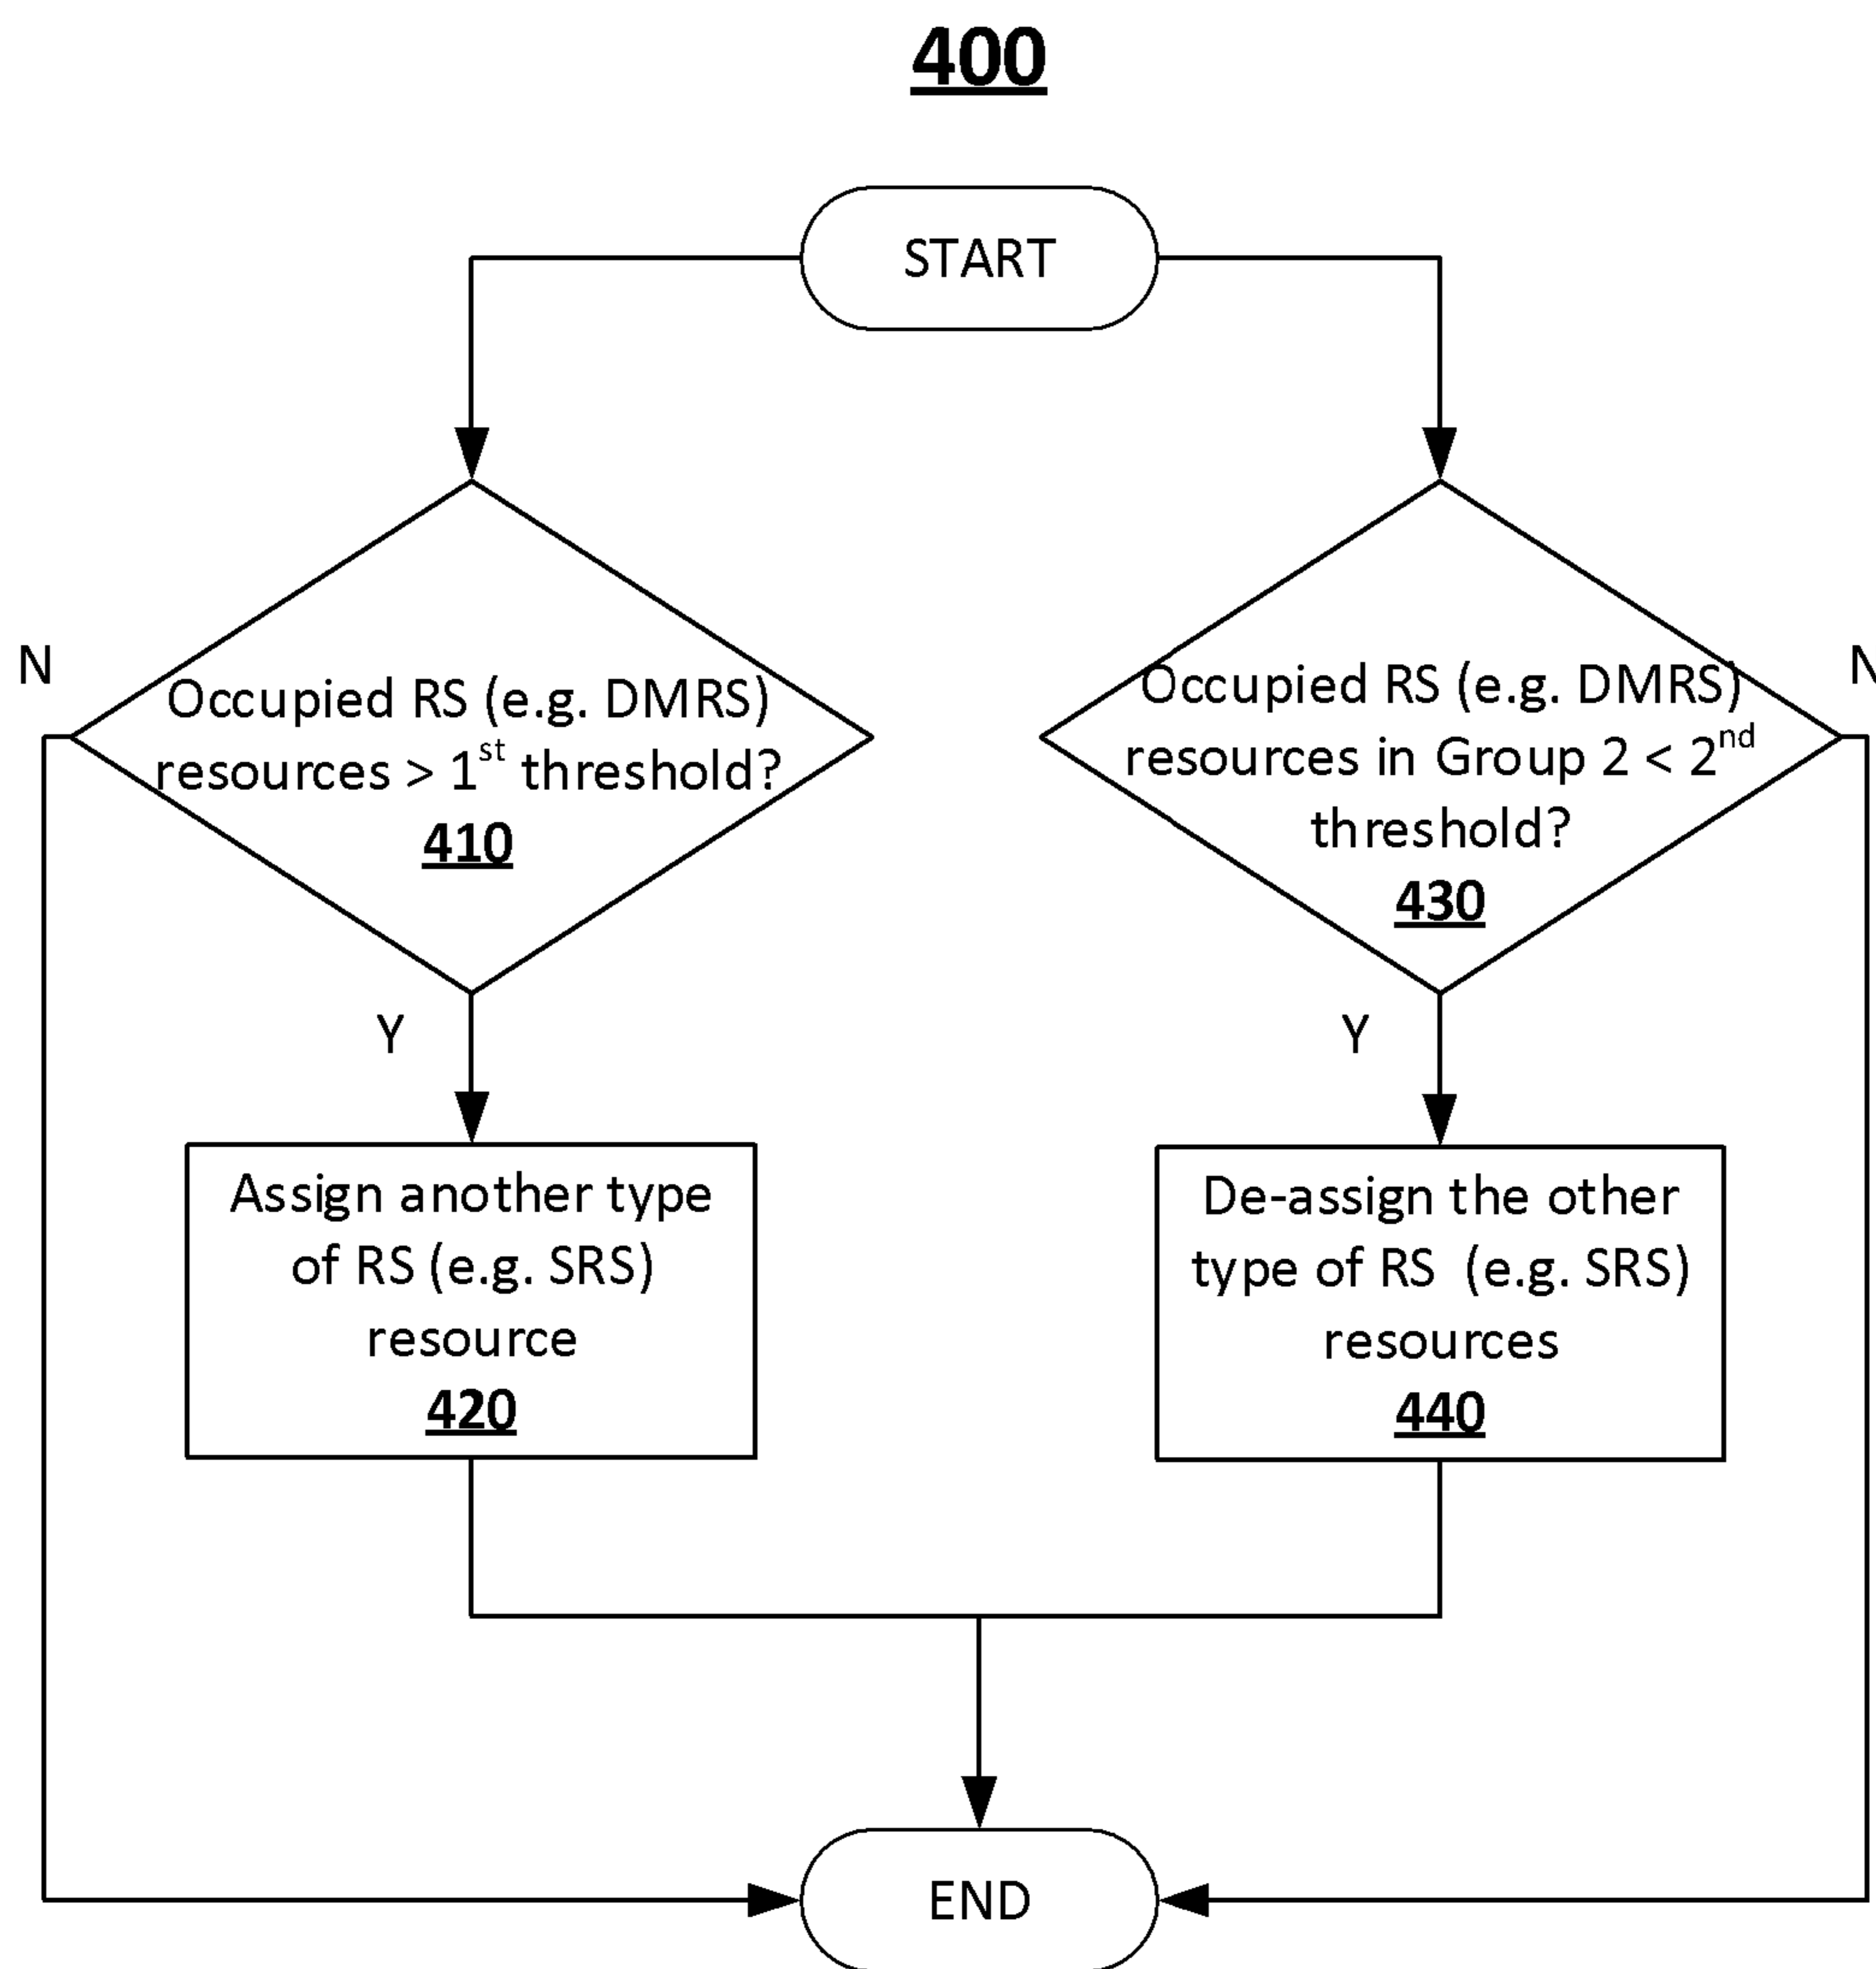 400
START
N
Occupied RS (e.g. DMRS)
resources > 1st threshold?
410
Y
Assign another type
of RS (e.g. SRS)
resource
420
N
Occupied RS (e.g. DMRS)
resources in Group 2 < 2nd
threshold?
430
Y
De-assign the other
type of RS (e.g. SRS)
resources
440
END